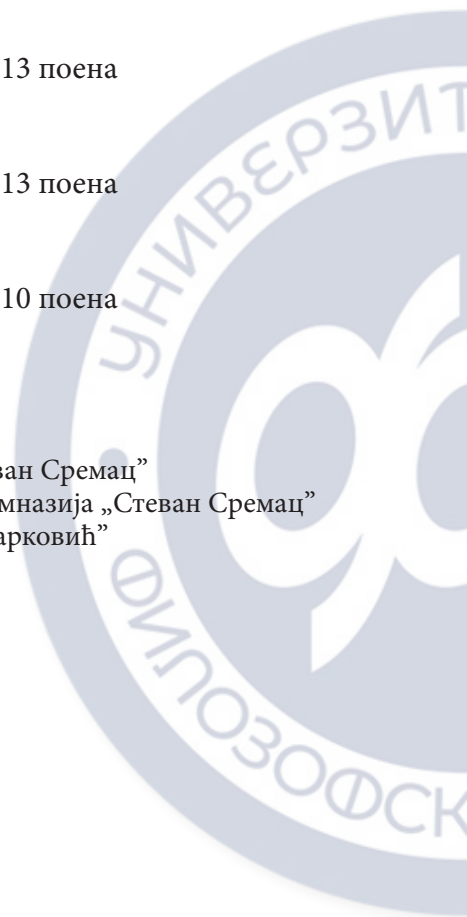 13 поена
13 поена
10 поена
ван Сремац”
мназија „Стеван Сремац”
арковић”
УНИВЕРЗИТ
ФИЛОЗОФСК